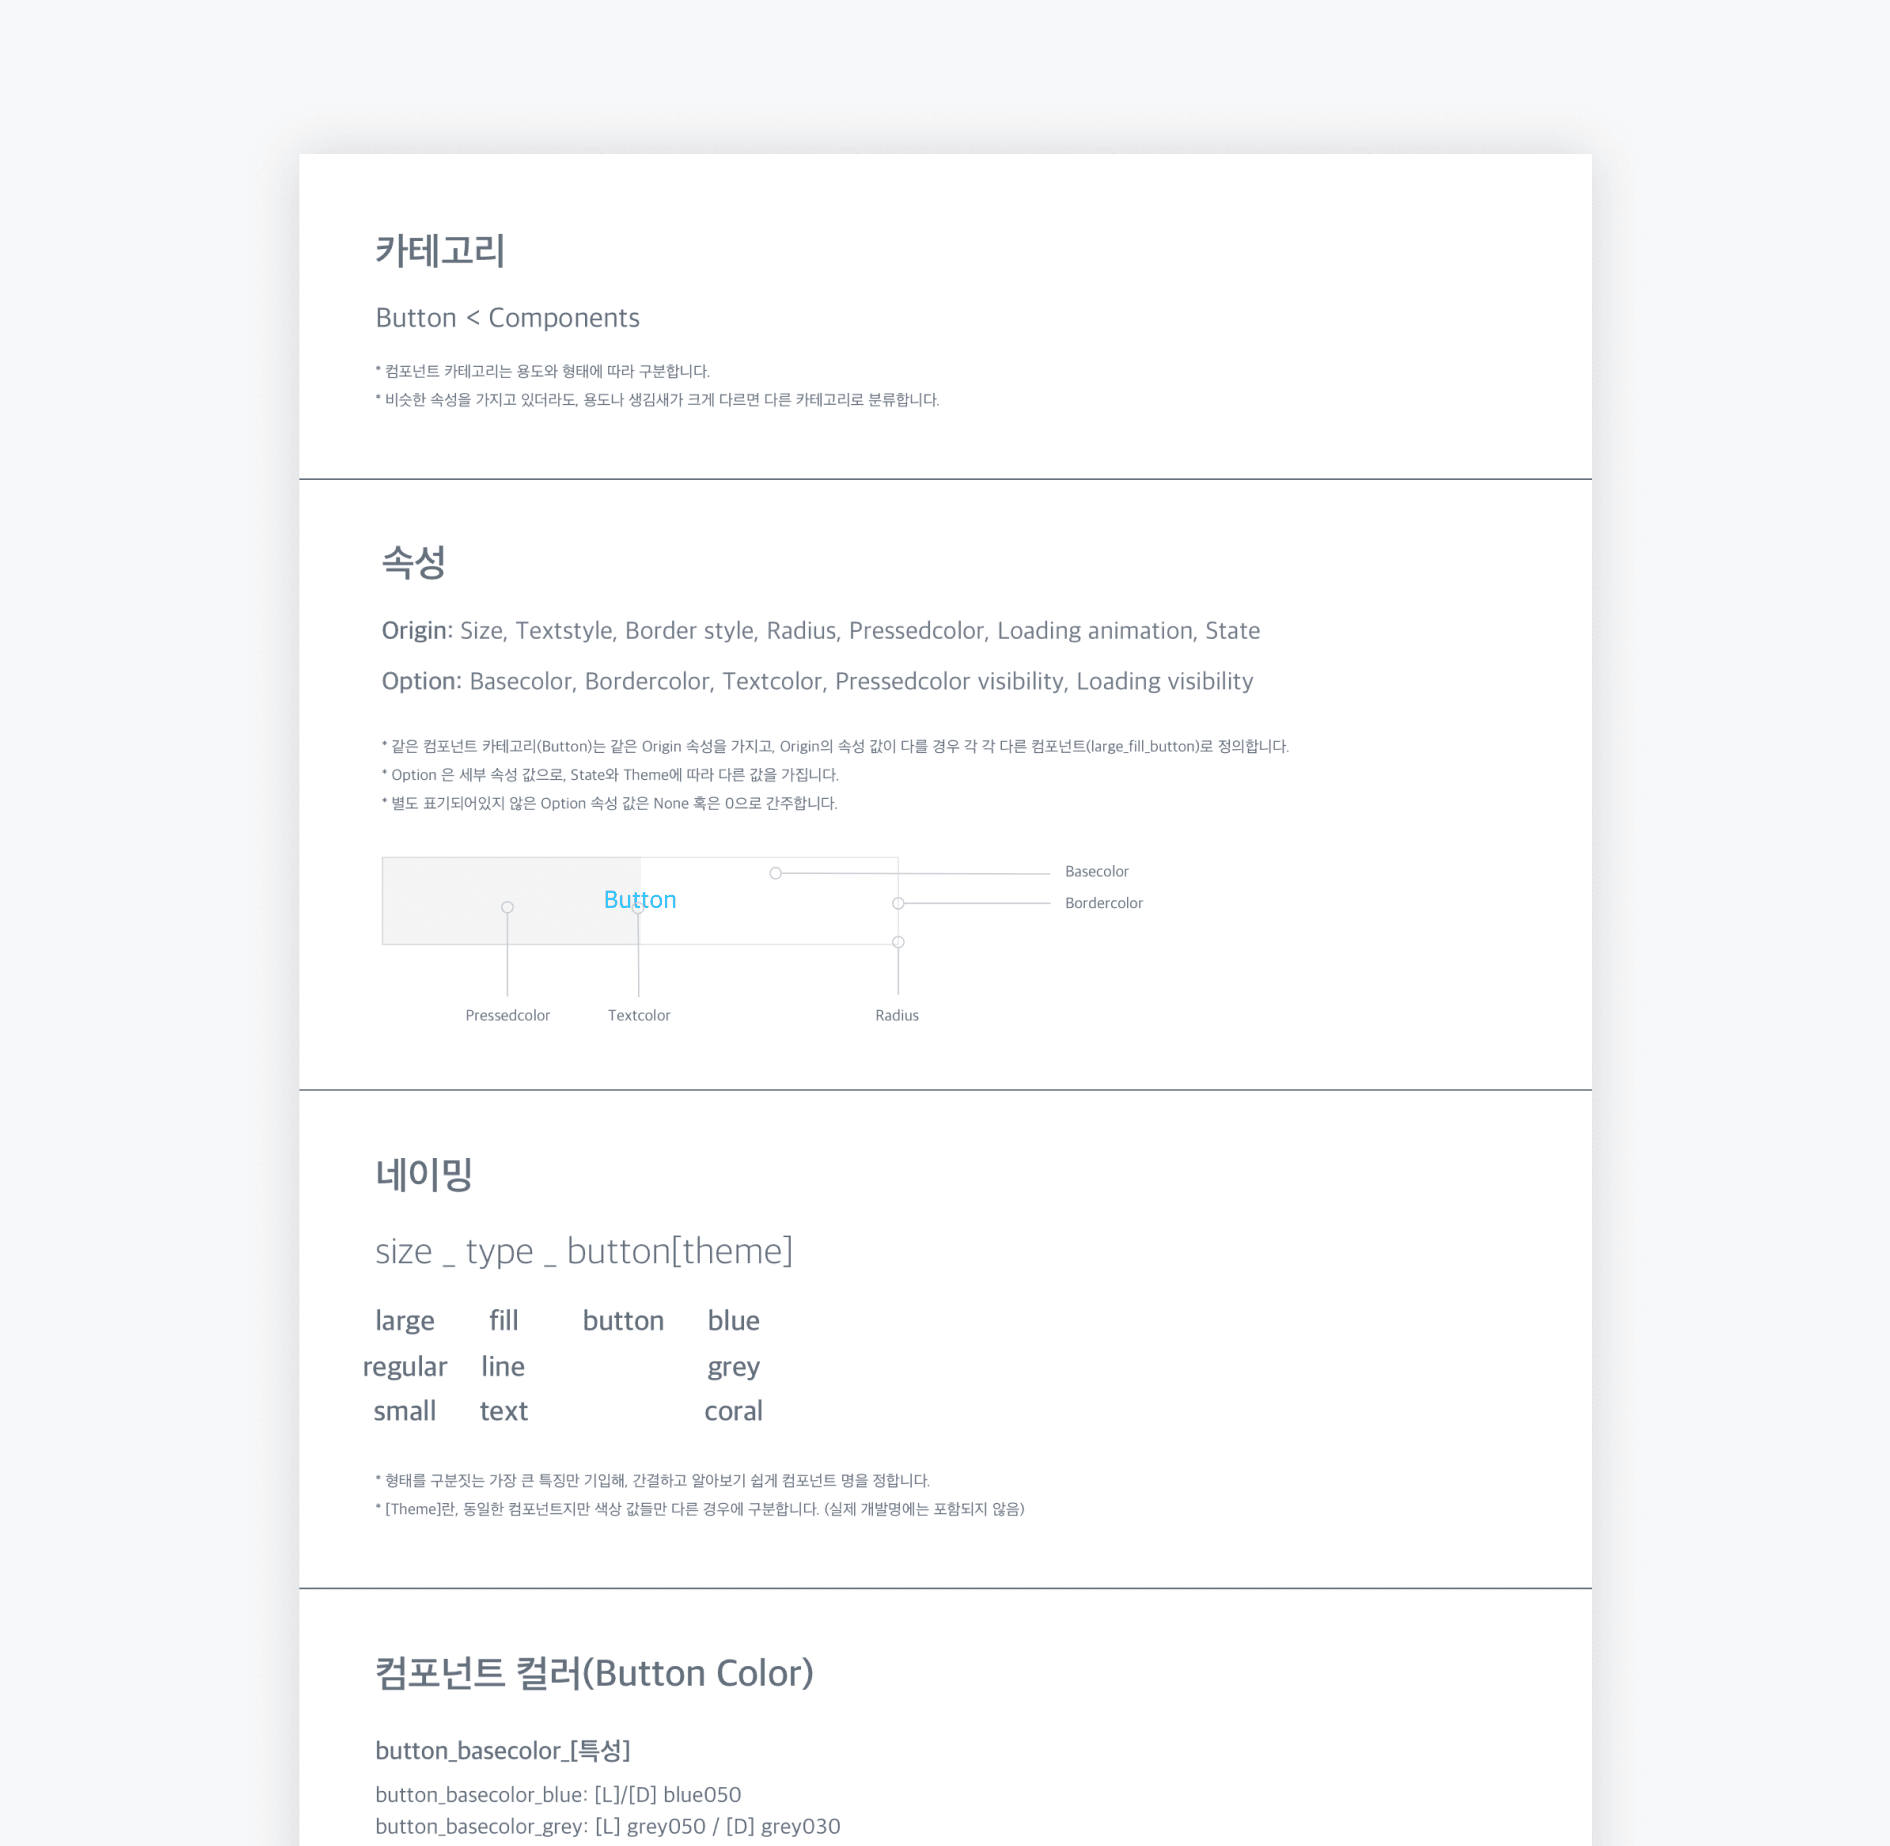 카테고리
Button < Components
* 컴포넌트 카테고리는 용도와 형태에 따라 구분합니다.
* 비슷한 속성을 가지고 있더라도, 용도나 생김새가 크게 다르면 다른 카테고리로 분류합니다.
속성
Origin: Size, Textstyle, Border style, Radius, Pressedcolor, Loading animation, State
Option: Basecolor, Bordercolor, Textcolor, Pressedcolor visibility, Loading visibility
* 같은 컴포넌트 카테고리(Button)는 같은 Origin 속성을 가지고, Origin의 속성 값이 다를 경우 각 각 다른 컴포넌트(large_fill_button)로 정의합니다.
* Option 은 세부 속성 값으로, State와 Theme에 따라 다른 값을 가집니다.
* 별도 표기되어있지 않은 Option 속성 값은 None 혹은 0으로 간주합니다.
Basecolor
Button
Bordercolor
Pressedcolor Textcolor Radius
네이밍
size _ type _ button[theme]
large fill button blue
regular line grey
small text coral
* 형태를 구분짓는 가장 큰 특징만 기입해, 간결하고 알아보기 쉽게 컴포넌트 명을 정합니다.
* [Theme]란, 동일한 컴포넌트지만 색상 값들만 다른 경우에 구분합니다. (실제 개발명에는 포함되지 않음)
컴포넌트 컬러(Button Color)
button_basecolor_[특성]
button_basecolor_blue: [L]/[D] blue050
button_basecolor_grey: [L] grey050 / [D] grey030